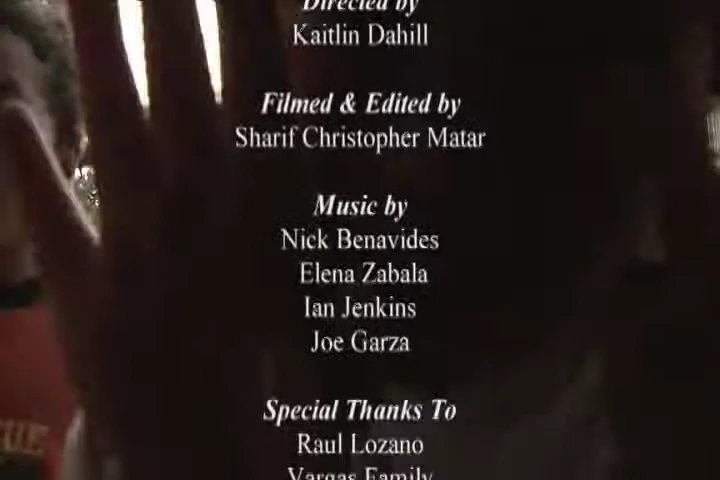 Directed by
Kaitlin Dahill
Filmed & Edited by
Sharif Christopher Matar
Music by
Nick Benavides
Elena Zabala
Ian Jenkins
Joe Garza
Special Thanks To
Raul Lozano
Vargas Family